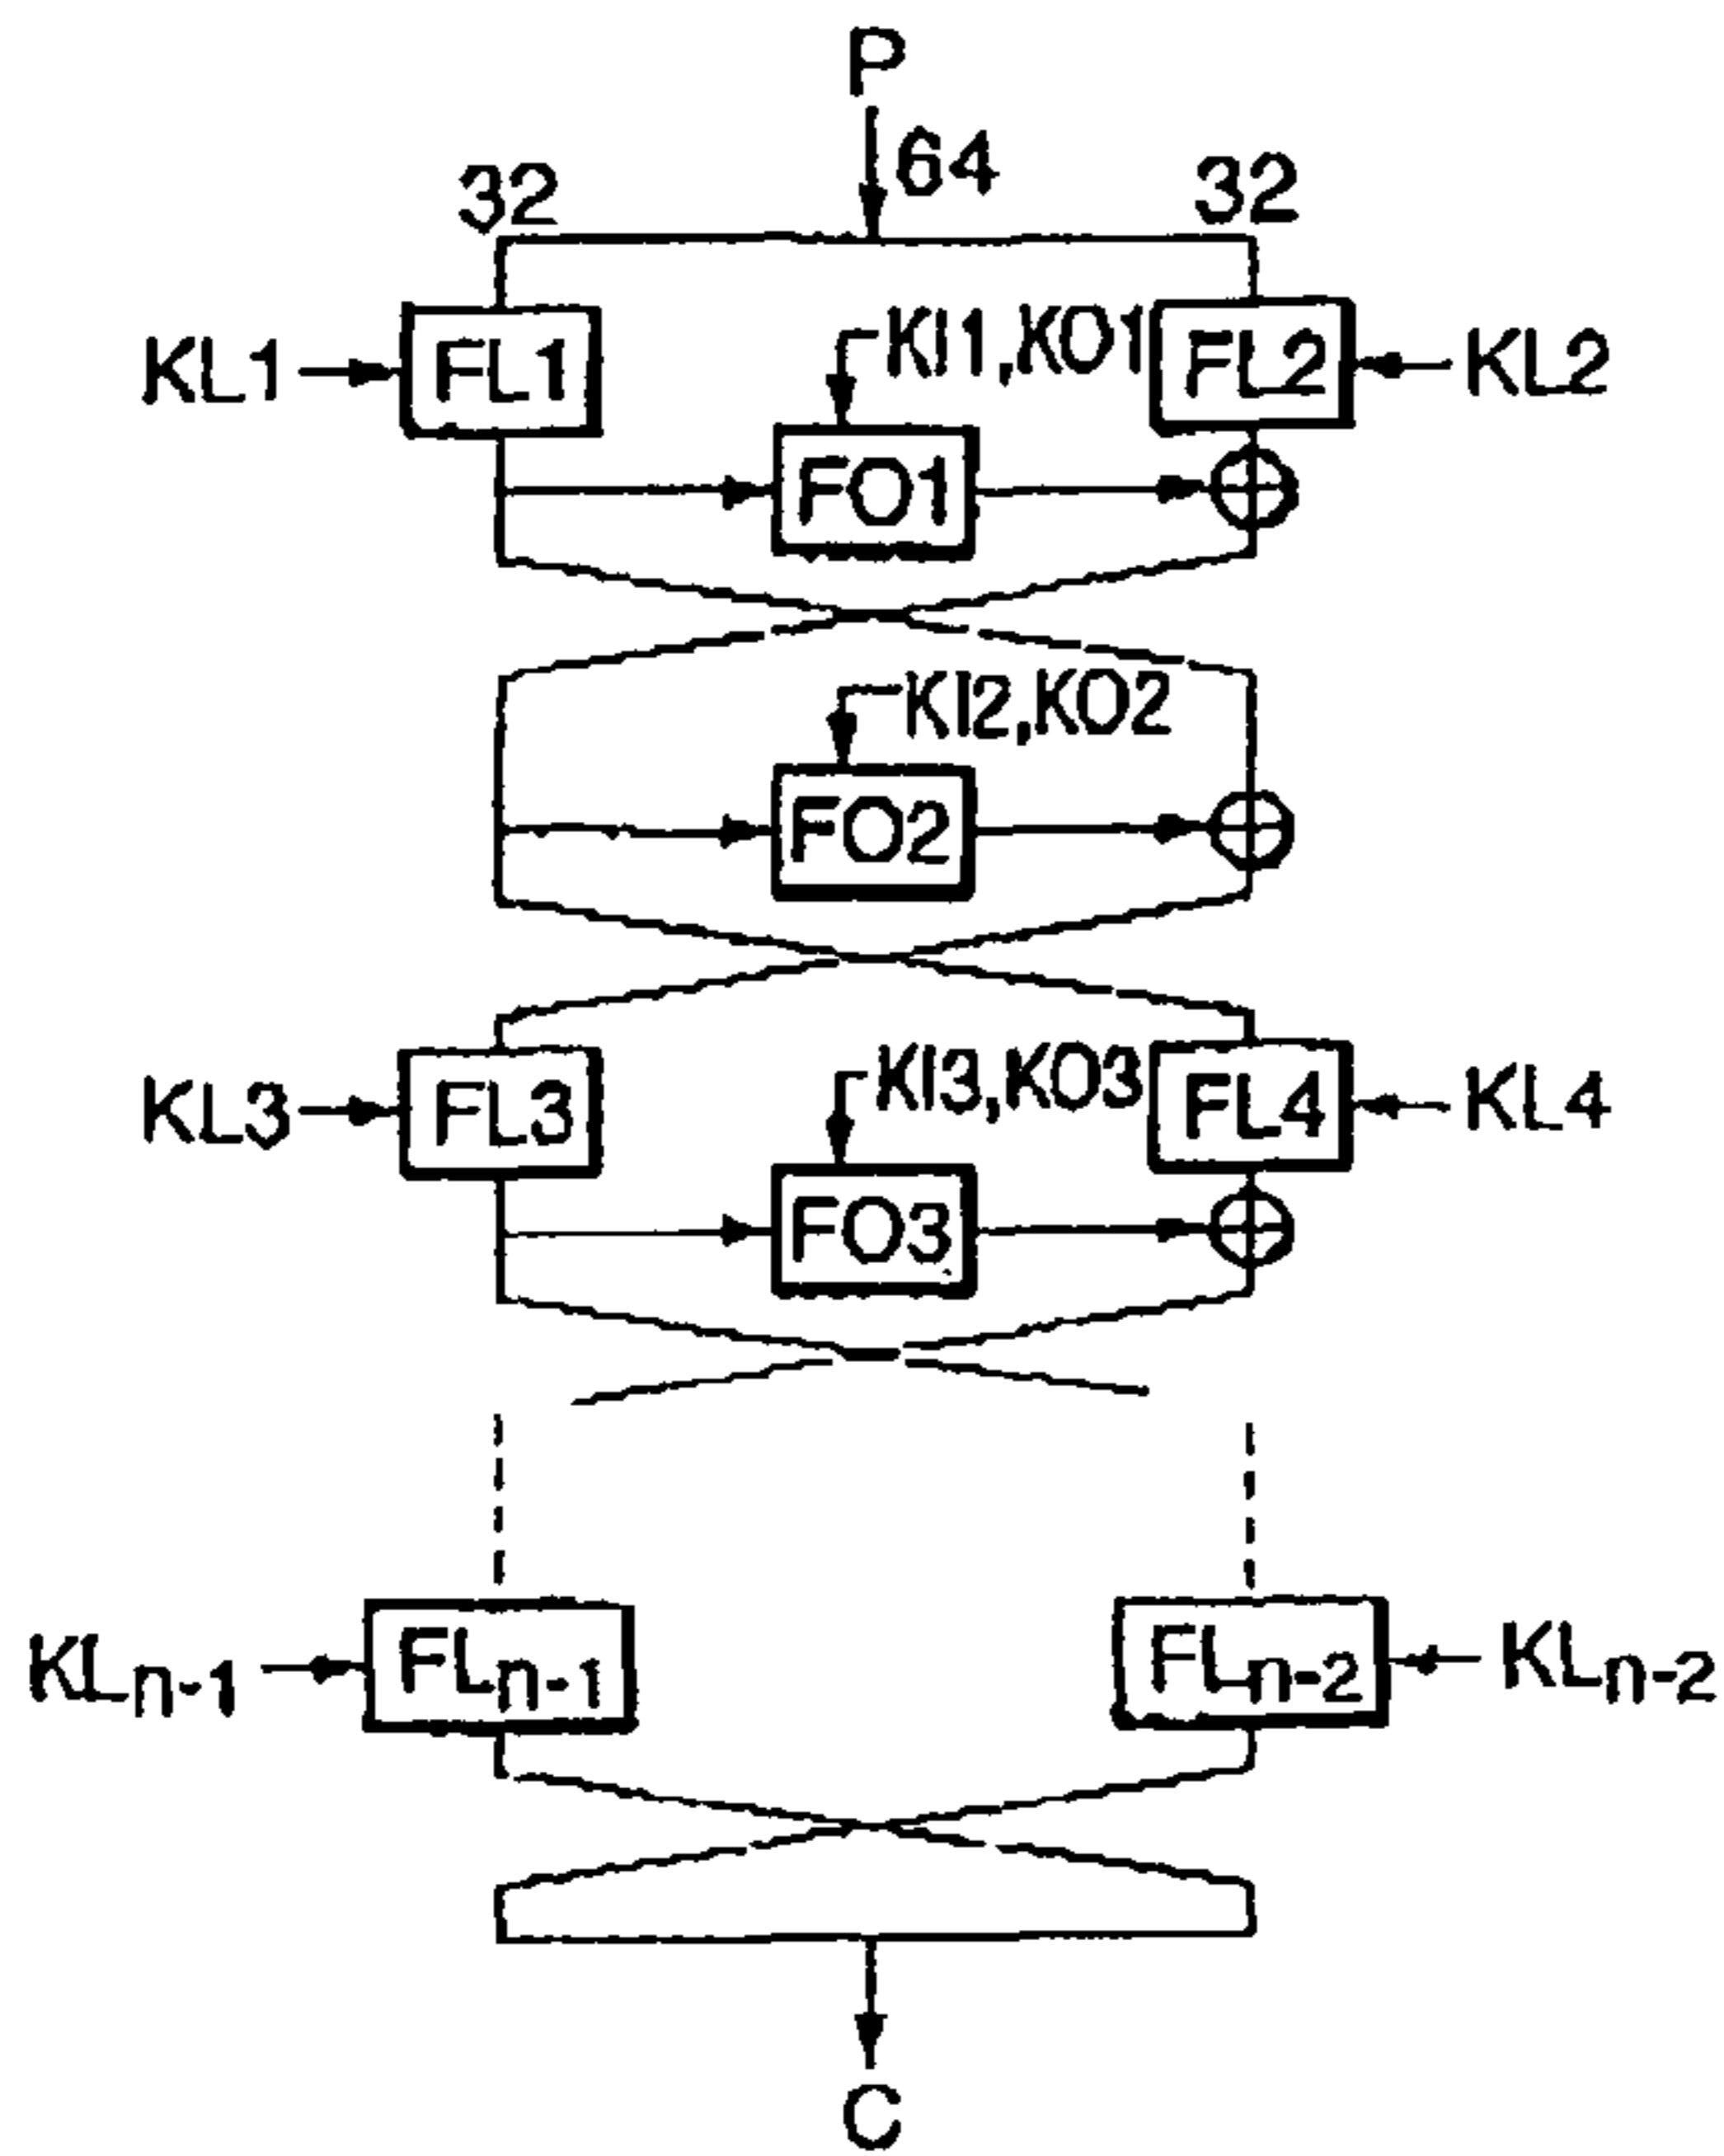 P
64
32 32
KI1,KO1
KL1 FL1 FL2 KL2
FO1
KI2,KO2
FO2
KI3,KO3
KL3 FL3 FL4 KL4
FO3
KLn-1 FLn-1 FLn-2 KLn-2
C